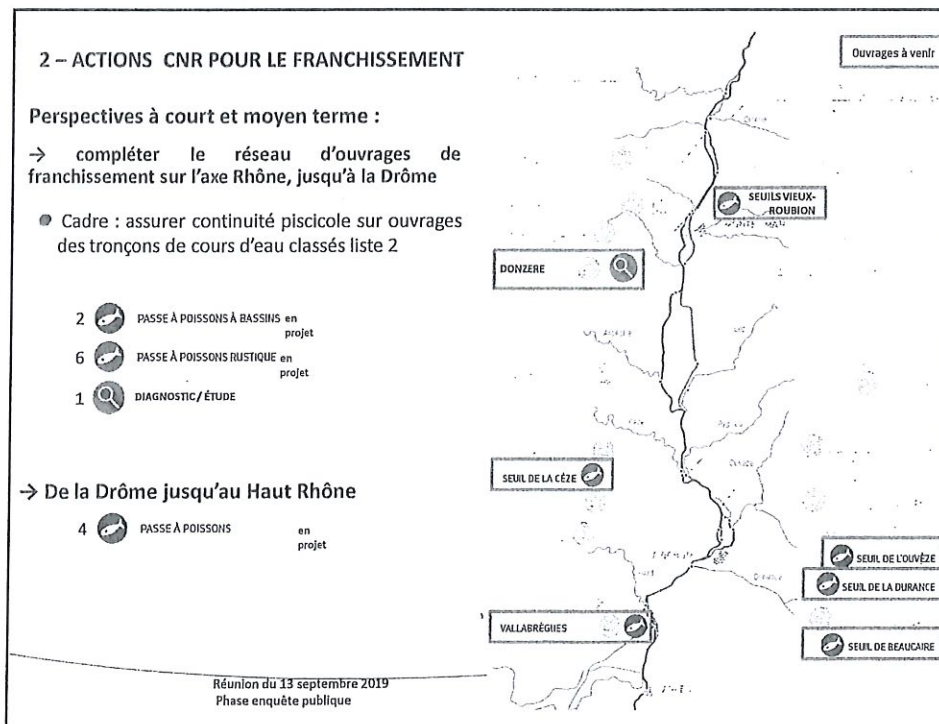 2 – ACTIONS CNR POUR LE FRANCHISSEMENT
Perspectives à court et moyen terme :
→ compléter le réseau d'ouvrages de
franchissement sur l'axe Rhône, jusqu'à la Drôme
Cadre : assurer continuité piscicole sur ouvrages
des tronçons de cours d'eau classés liste 2
2 PASSE À POISSONS À BASSINS en
projet
6 PASSE À POISSONS RUSTIQUE en
projet
1 DIAGNOSTIC/ ÉTUDE
→ De la Drôme jusqu'au Haut Rhône
4 PASSE À POISSONS en
projet
Réunion du 13 septembre 2019
Phase enquête publique
Ouvrages à venir
SEUILS VIEUX-
ROUBION
DONZERE
SEUIL DE LA CÈZE
SEUIL DE L'OUVÈZE
SEUIL DE LA DURANCE
VALLABRÈGUES
SEUIL DE BEAUCAIRE